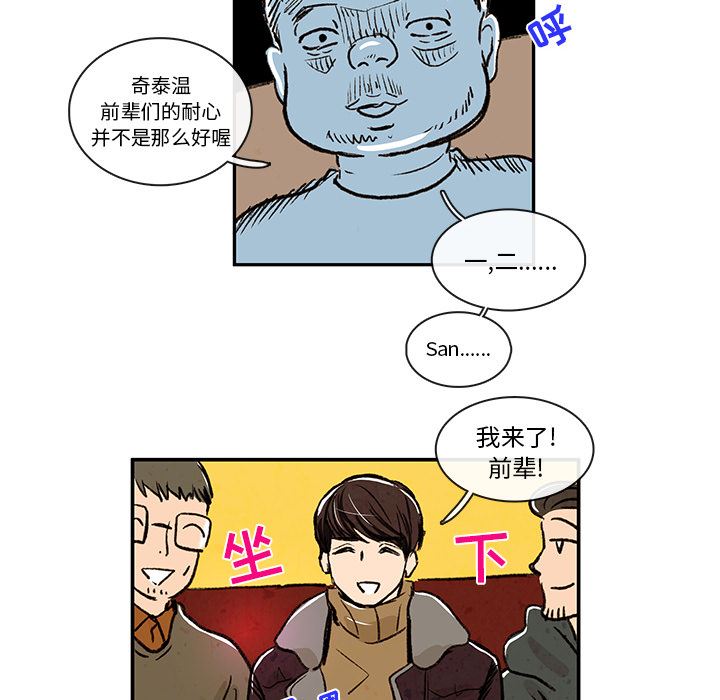 奇泰温
前辈们的耐心
并不是那么好喔
一,二......
San......
我来了!
前辈!
坐下